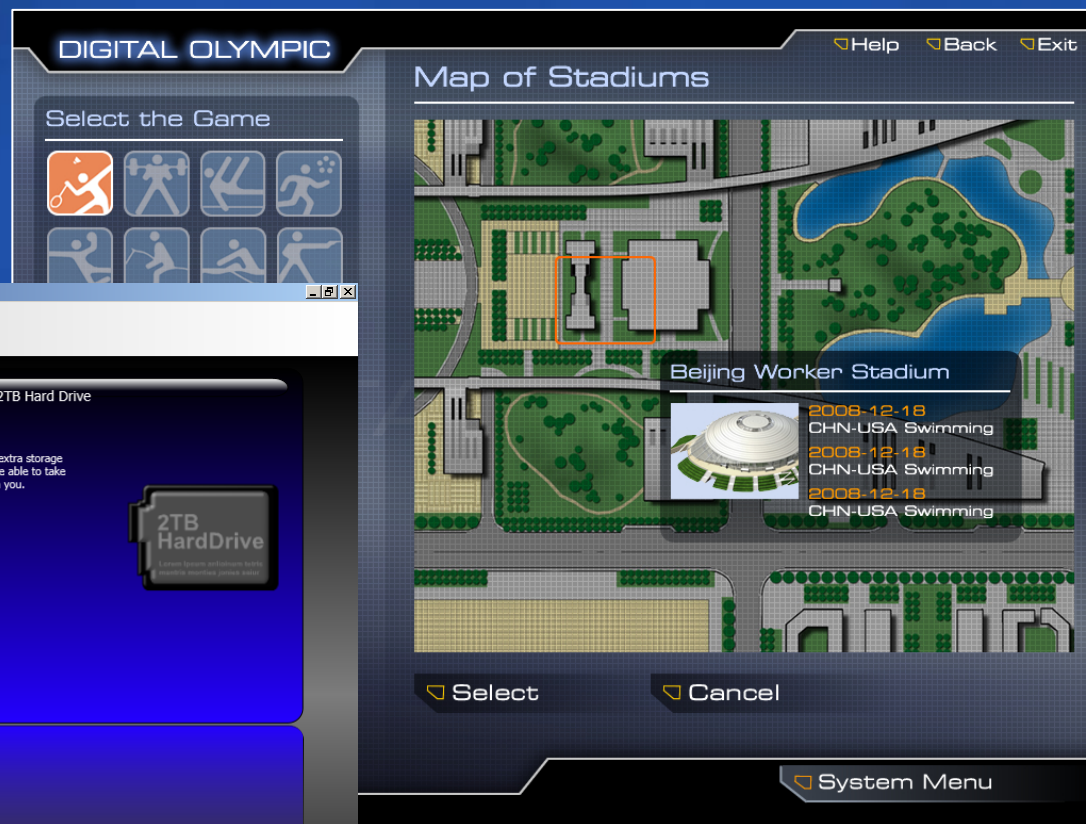 DIGITAL OLYMPIC
Help
Back
Exit
Map of Stadiums
Select the Game
Beijing Worker Stadium
2008-12-18
CHN-USA Swimming
2008-12-18
CHN-USA Swimming
2008-12-18
CHN-USA Swimming
2TB Hard Drive
extra storage
able to take
you.
2TB
HardDrive
Select
Cancel
System Menu